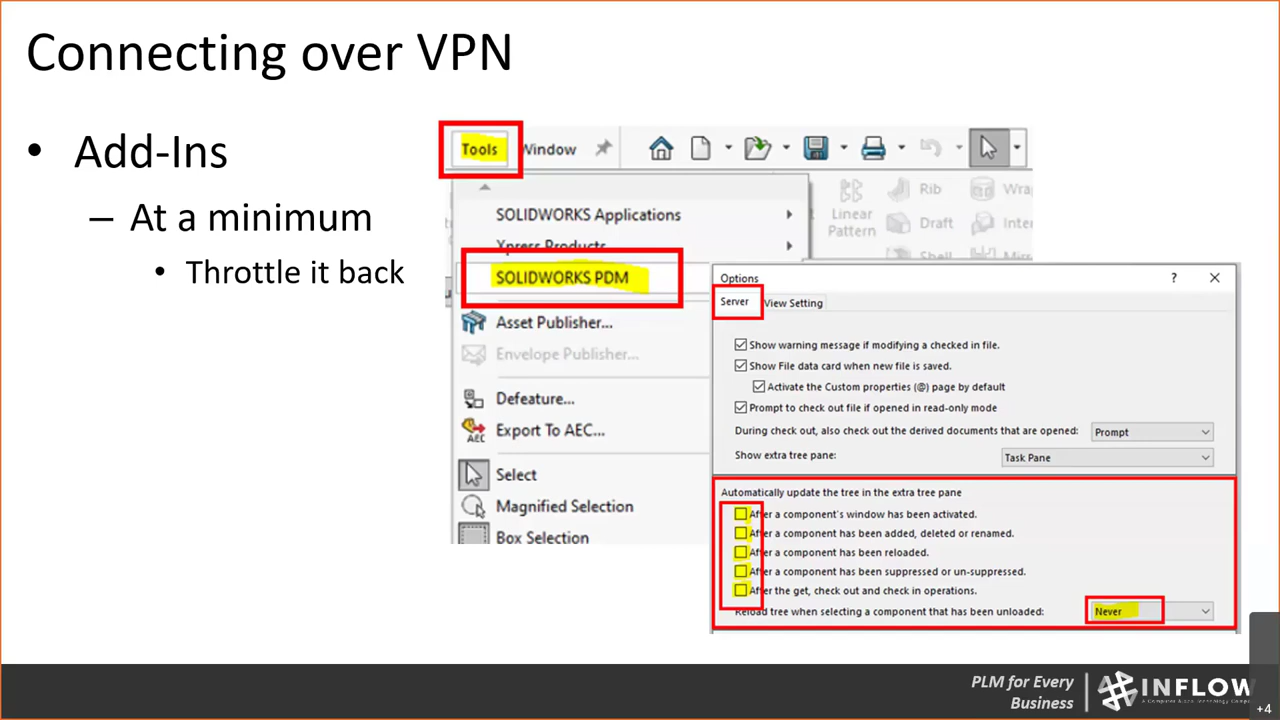 Connecting over VPN
• Add-Ins
– At a minimum
• Throttle it back
Tools
Window
SOLIDWORKS Applications
Xpress Products
SOLIDWORKS PDM
Asset Publisher...
Envelope Publisher...
Defeature...
Export To AEC...
Select
Magnified Selection
Box Selection
Linear
Pattern
Rib
Draft
Shell
Options
?
Server
View Setting
Show warning message if modifying a checked in file.
Show File data card when new file is saved.
Activate the Custom properties (@) page by default
Prompt to check out file if opened in read-only mode
During check out, also check out the derived documents that are opened: Prompt
Show extra tree pane: Task Pane
Automatically update the tree in the extra tree pane
After a component's window has been activated.
After a component has been added, deleted or renamed.
After a component has been reloaded.
After a component has been suppressed or un-suppressed.
After the get, check out and check in operations.
Reload tree when selecting a component that has been unloaded: Never
PLM for Every
Business
INFLOW
+4